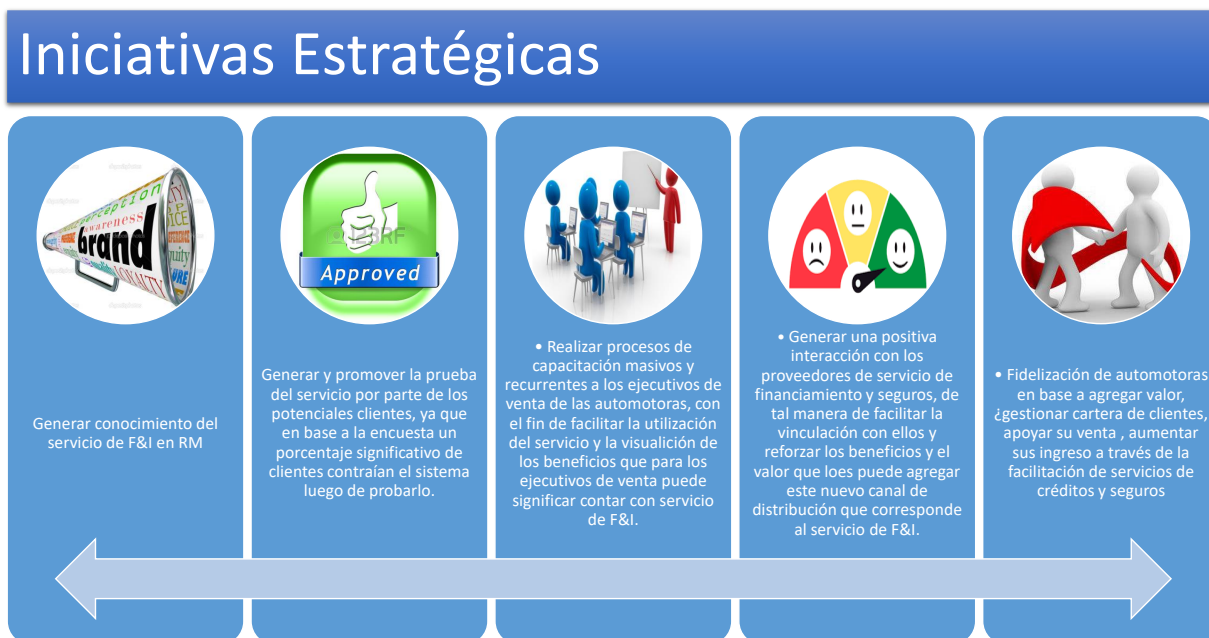 Iniciativas Estratégicas
perception
awareness
brand
LOYALTY
Approved
123RF
Generar conocimiento del
servicio de F&I en RM
Generar y promover la prueba
del servicio por parte de los
potenciales clientes, ya que
en base a la encuesta un
porcentaje significativo de
clientes contraían el sistema
luego de probarlo.
• Realizar procesos de
capacitación masivos y
recurrentes a los ejecutivos de
venta de las automotoras, con
el fin de facilitar la utilización
del servicio y la visualición de
los beneficios que para los
ejecutivos de venta puede
significar contar con servicio
de F&I.
• Generar una positiva
interacción con los
proveedores de servicio de
financiamiento y seguros, de
tal manera de facilitar la
vinculación con ellos y
reforzar los beneficios y el
valor que loes puede agregar
este nuevo canal de
distribución que corresponde
al servicio de F&I.
• Fidelización de automotoras
en base a agregar valor,
¿gestionar cartera de clientes,
apoyar su venta , aumentar
sus ingreso a través de la
facilitación de servicios de
créditos y seguros